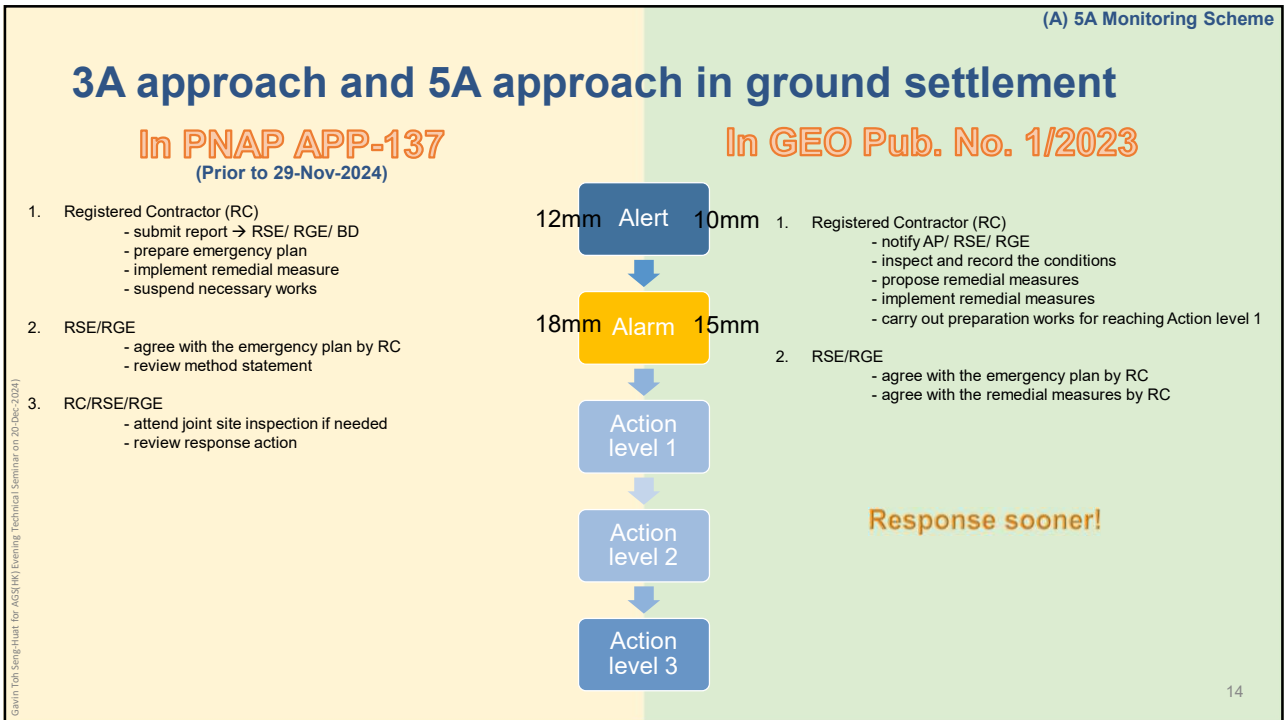 (A) 5A Monitoring Scheme
3A approach and 5A approach in ground settlement
In PNAP APP-137
(Prior to 29-Nov-2024)
1. Registered Contractor (RC)
- submit report → RSE/ RGE/ BD
- prepare emergency plan
- implement remedial measure
- suspend necessary works
2. RSE/RGE
- agree with the emergency plan by RC
- review method statement
3. RC/RSE/RGE
- attend joint site inspection if needed
- review response action
12mm Alert 10mm
18mm Alarm 15mm
Action
level 1
Action
level 2
Action
level 3
In GEO Pub. No. 1/2023
1. Registered Contractor (RC)
- notify AP/ RSE/ RGE
- inspect and record the conditions
- propose remedial measures
- implement remedial measures
- carry out preparation works for reaching Action level 1
2. RSE/RGE
- agree with the emergency plan by RC
- agree with the remedial measures by RC
Response sooner!
Gavin Toh Seng-Huat for AGS(HK) Evening Technical Seminar on 20-Dec-2024)
14